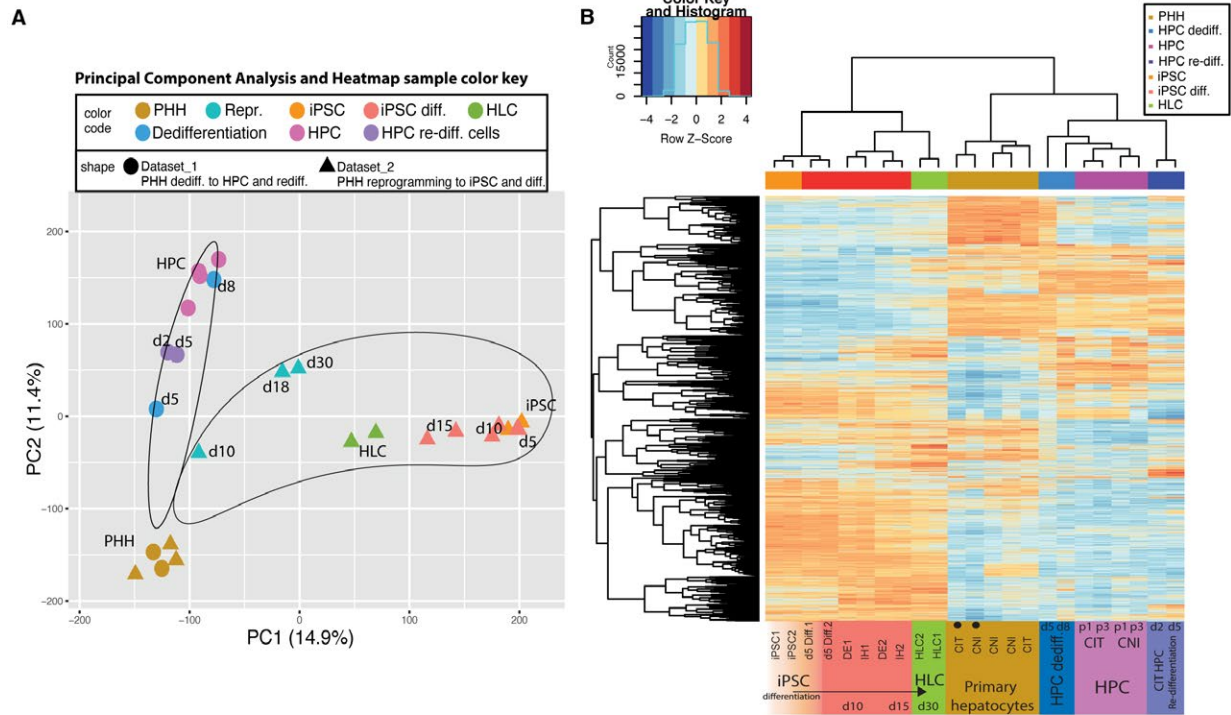 A
Principal Component Analysis and Heatmap sample color key
color code
PHH Repr. iPSC iPSC diff. HLC
Dedifferentiation HPC HPC re-diff. cells
shape Dataset_1 Dataset_2
PHH dediff. to HPC and rediff. PHH reprogramming to iPSC and diff.
200
100
0
−100
−200
PC2 (11.4%)
HPC
d8
d2 d5
d5
d30
d18
d10
HLC
d15
d10
iPSC
d5
PHH
−200 −100 0 100 200
PC1 (14.9%)
B
Color Key
and Histogram
Count
0 15000
−4 −2 0 2 4
Row Z−Score
PHH
HPC dediff.
HPC
HPC re-diff.
iPSC
iPSC diff.
HLC
iPSC1
iPSC2
d5 Diff.1
d5 Diff.2
DE1
IH1
DE2
IH2
HLC2
HLC1
CIT
CNI
CNI
CNI
CIT
d5 d8
p1 p3 p1 p3
d2 d5
CIT CNI
iPSC
differentiation
d10 d15
HLC
d30
Primary
hepatocytes
HPC dediff.
HPC
CIT HPC
Re-differentiation